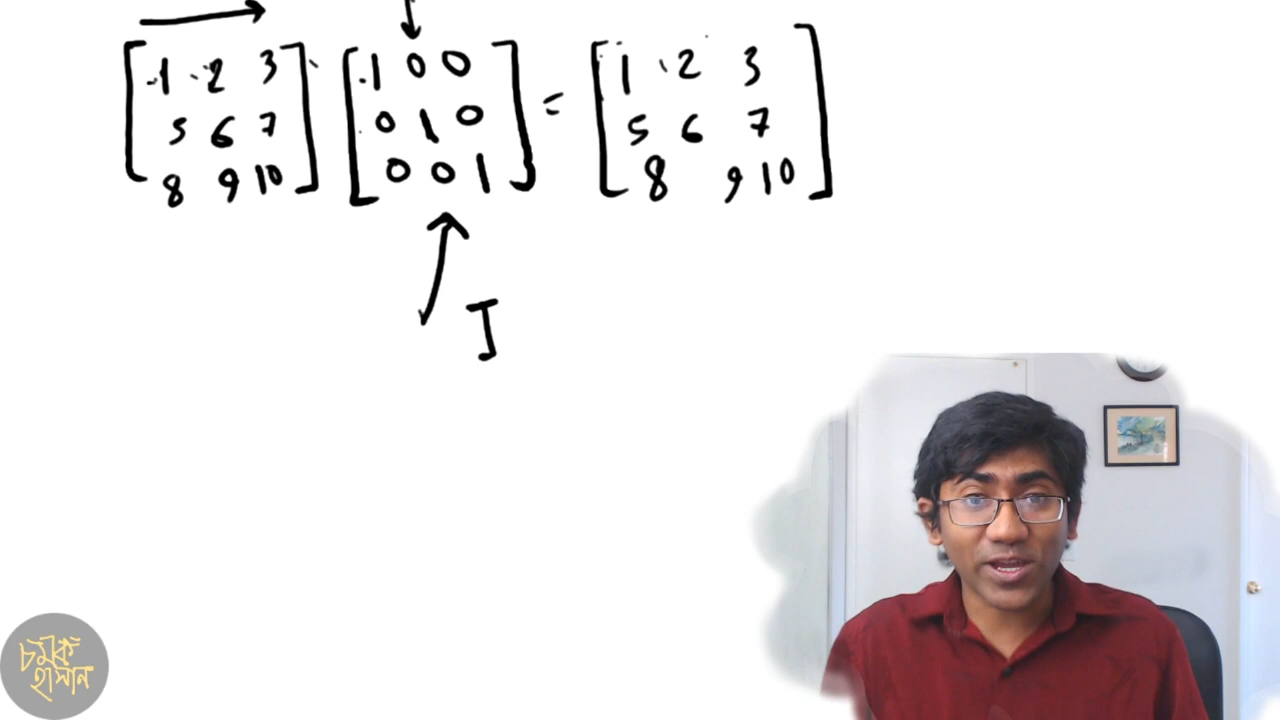 [1 2 3] · [1 0 0] = [1 2 3]
[5 6 7] [0 1 0] [5 6 7]
[8 9 10] [0 0 1] [8 9 10]
I
চমক
হাসান